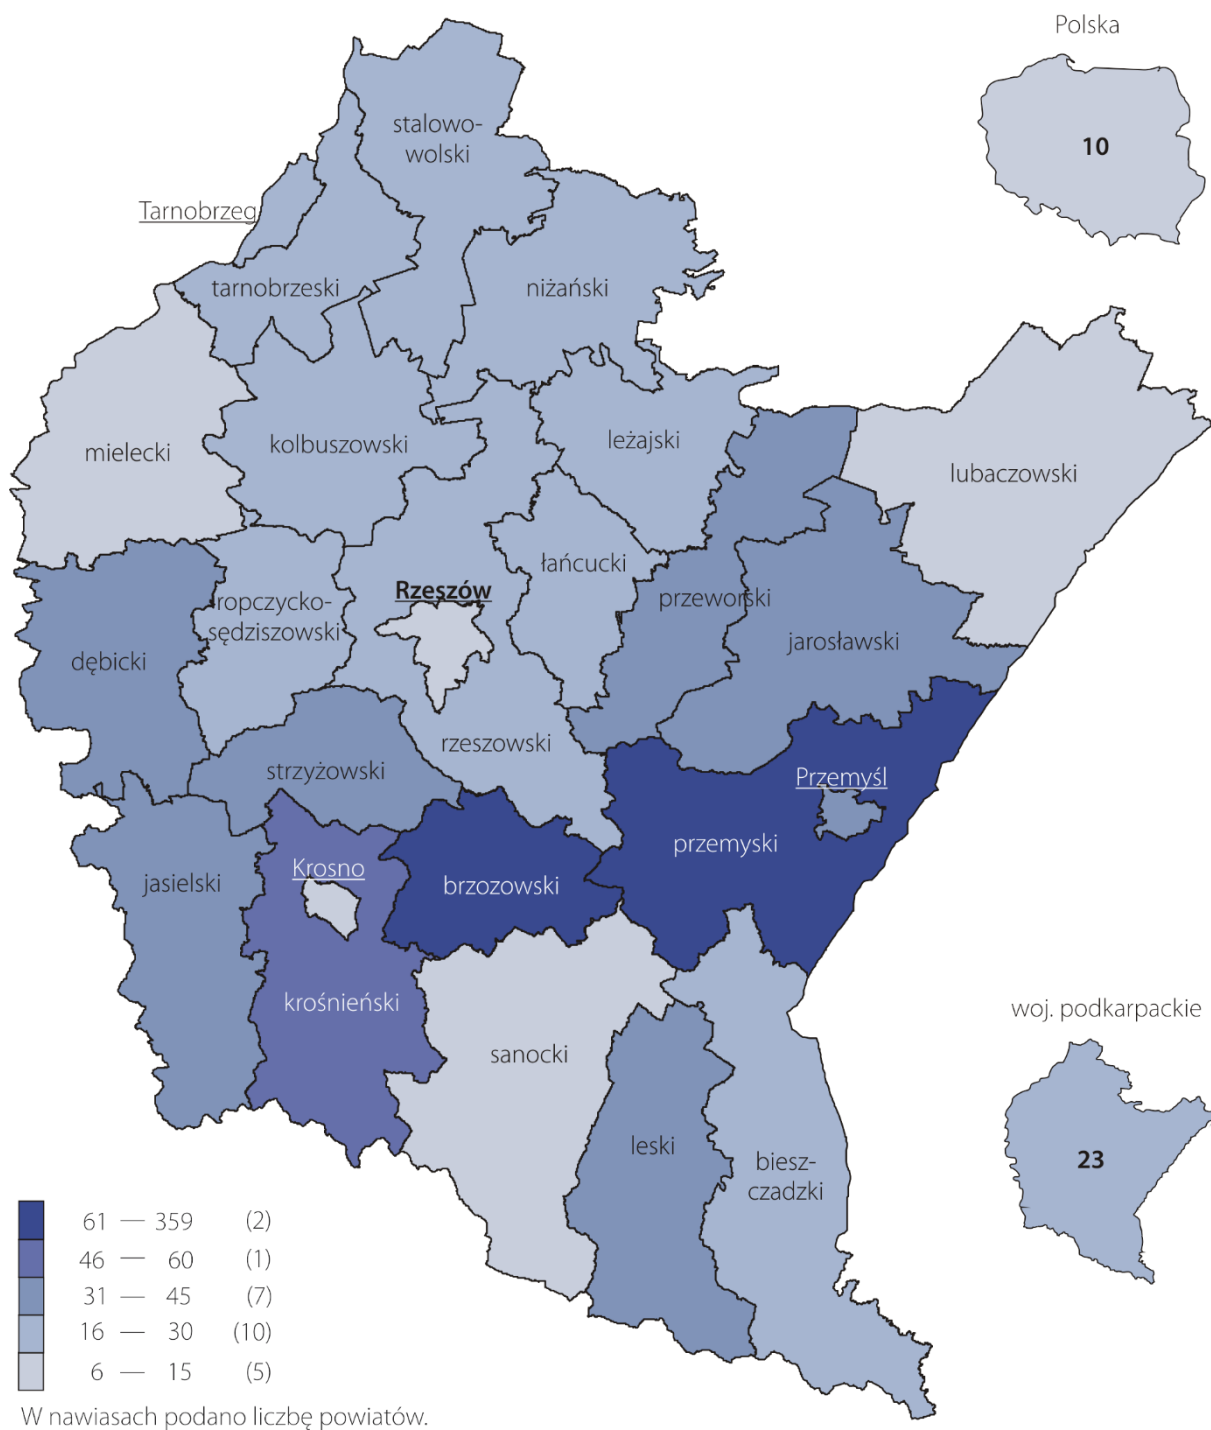 Polska
10
stalowo-
wolski
Tarnobrzeg
tarnobrzeski
niżański
mielecki
kolbuszowski
leżajski
lubaczowski
łańcucki
Rzeszów
przeworski
ropczycko-
sędziszowski
jarosławski
dębicki
rzeszowski
strzyżowski
Przemyśl
przemyski
Krosno
jasielski
brzozowski
krośnieński
sanocki
woj. podkarpackie
23
leski
biesz-
czadzki
61 — 359 (2)
46 — 60 (1)
31 — 45 (7)
16 — 30 (10)
6 — 15 (5)
W nawiasach podano liczbę powiatów.